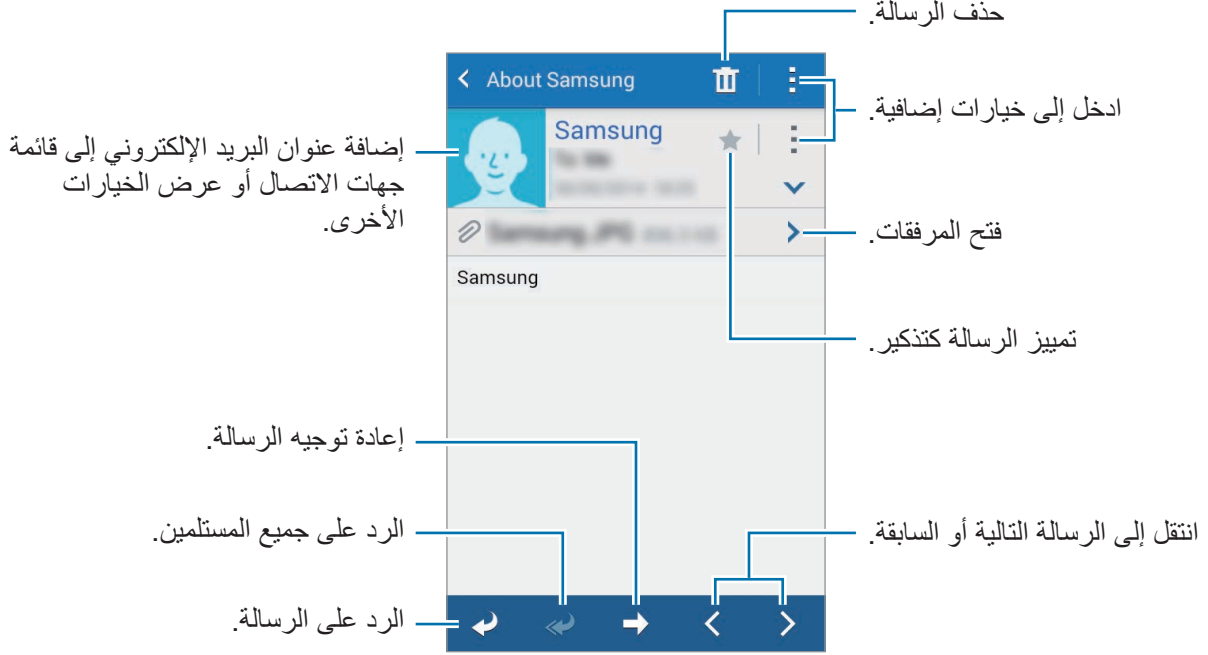 حذف الرسالة.
About Samsung
ادخل إلى خيارات إضافية.
Samsung
إضافة عنوان البريد الإلكتروني إلى قائمة
جهات الاتصال أو عرض الخيارات
الأخرى.
فتح المرفقات.
Samsung.JPG
Samsung
تمييز الرسالة كتذكير.
إعادة توجيه الرسالة.
الرد على جميع المستلمين.
انتقل إلى الرسالة التالية أو السابقة.
الرد على الرسالة.